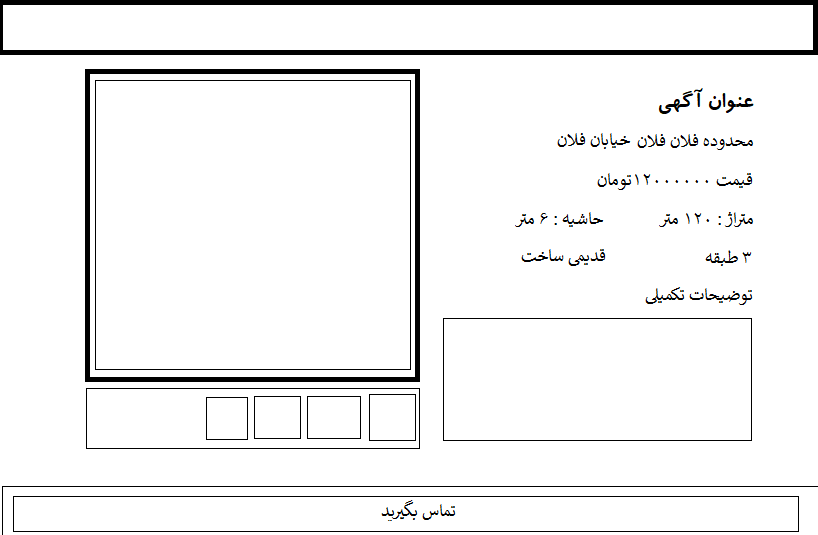 عنوان آگهی
محدوده فلان فلان خیابان فلان
قیمت ۱۲۰۰۰۰۰۰تومان
متراژ : ۱۲۰ متر حاشیه : ۶ متر
۳ طبقه قدیمی ساخت
توضیحات تکمیلی
تماس بگیرید